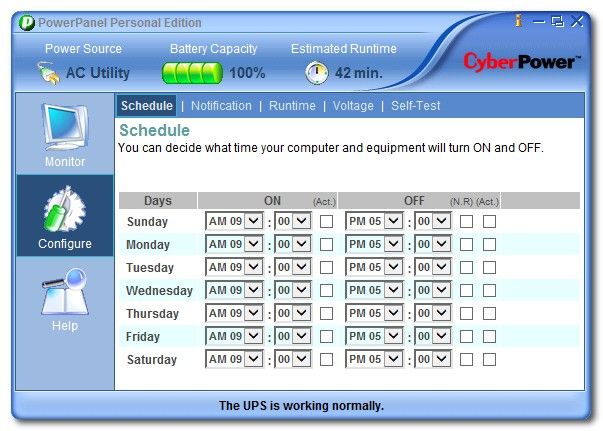 PowerPanel Personal Edition
Power Source Battery Capacity Estimated Runtime
AC Utility 100% 42 min.
CyberPower™
Schedule | Notification | Runtime | Voltage | Self-Test
Monitor
Configure
Help
Schedule
You can decide what time your computer and equipment will turn ON and OFF.
Days ON (Act.) OFF (N.R) (Act.)
Sunday AM 09 : 00 PM 05 : 00
Monday AM 09 : 00 PM 05 : 00
Tuesday AM 09 : 00 PM 05 : 00
Wednesday AM 09 : 00 PM 05 : 00
Thursday AM 09 : 00 PM 05 : 00
Friday AM 09 : 00 PM 05 : 00
Saturday AM 09 : 00 PM 05 : 00
The UPS is working normally.